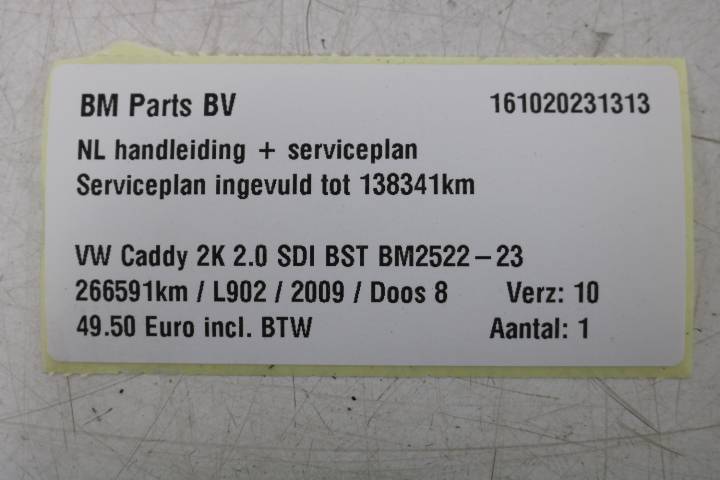 BM Parts BV 161020231313
NL handleiding + serviceplan
Serviceplan ingevuld tot 138341km
VW Caddy 2K 2.0 SDI BST BM2522-23
266591km / L902 / 2009 / Doos 8 Verz: 10
49.50 Euro incl. BTW Aantal: 1